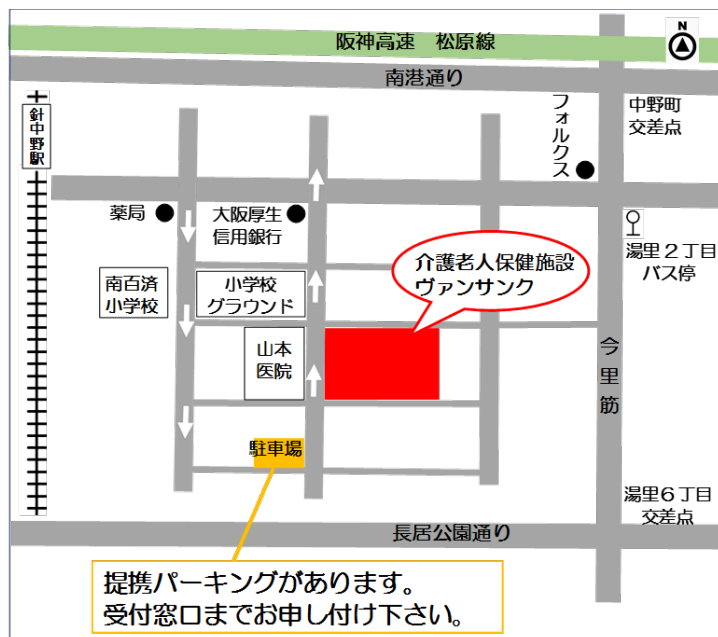 阪神高速 松原線
N
南港通り
針中野駅
フォルクス
中野町
交差点
薬局
大阪厚生
信用銀行
湯里2丁目
バス停
南百済
小学校
小学校
グラウンド
介護老人保健施設
ヴァンサンク
山本
医院
今里筋
駐車場
湯里6丁目
交差点
長居公園通り
提携パーキングがあります。
受付窓口までお申し付け下さい。